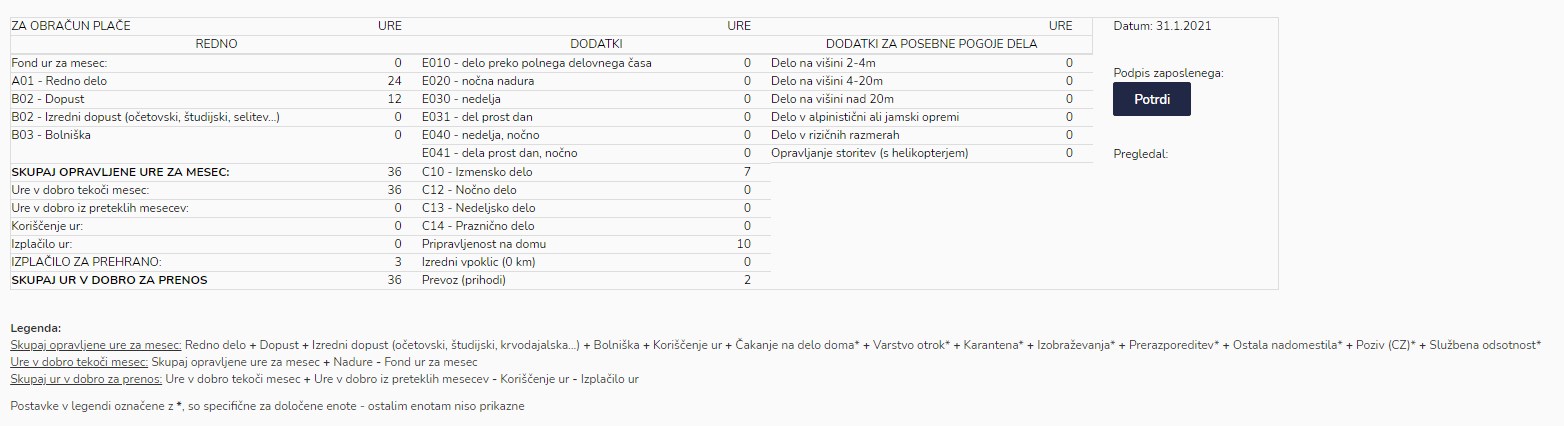 ZA OBRAČUN PLAČE URE URE URE Datum: 31.1.2021
REDNO DODATKI DODATKI ZA POSEBNE POGOJE DELA
Fond ur za mesec: 0 E010 - delo preko polnega delovnega časa 0 Delo na višini 2-4m 0
Podpis zaposlenega:
A01 - Redno delo 24 E020 - nočna nadura 0 Delo na višini 4-20m 0
B02 - Dopust 12 E030 - nedelja 0 Delo na višini nad 20m 0 Potrdi
B02 - Izredni dopust (očetovski, študijski, selitev...) 0 E031 - del prost dan 0 Delo v alpinistični ali jamski opremi 0
B03 - Bolniška 0 E040 - nedelja, nočno 0 Delo v rizičnih razmerah 0
E041 - dela prost dan, nočno 0 Opravljanje storitev (s helikopterjem) 0 Pregledal:
SKUPAJ OPRAVLJENE URE ZA MESEC: 36 C10 - Izmensko delo 7
Ure v dobro tekoči mesec: 36 C12 - Nočno delo 0
Ure v dobro iz preteklih mesecev: 0 C13 - Nedeljsko delo 0
Koriščenje ur: 0 C14 - Praznično delo 0
Izplačilo ur: 0 Pripravljenost na domu 10
IZPLAČILO ZA PREHRANO: 3 Izredni vpoklic (0 km) 0
SKUPAJ UR V DOBRO ZA PRENOS 36 Prevoz (prihodi) 2
Legenda:
Skupaj opravljene ure za mesec: Redno delo + Dopust + Izredni dopust (očetovski, študijski, krvodajalska...) + Bolniška + Koriščenje ur + Čakanje na delo doma* + Varstvo otrok* + Karantena* + Izobraževanja* + Prerazporeditev* + Ostala nadomestila* + Poziv (CZ)* + Službena odsotnost*
Ure v dobro tekoči mesec: Skupaj opravljene ure za mesec + Nadure - Fond ur za mesec
Skupaj ur v dobro za prenos: Ure v dobro tekoči mesec + Ure v dobro iz preteklih mesecev - Koriščenje ur - Izplačilo ur
Postavke v legendi označene z *, so specifične za določene enote - ostalim enotam niso prikazne